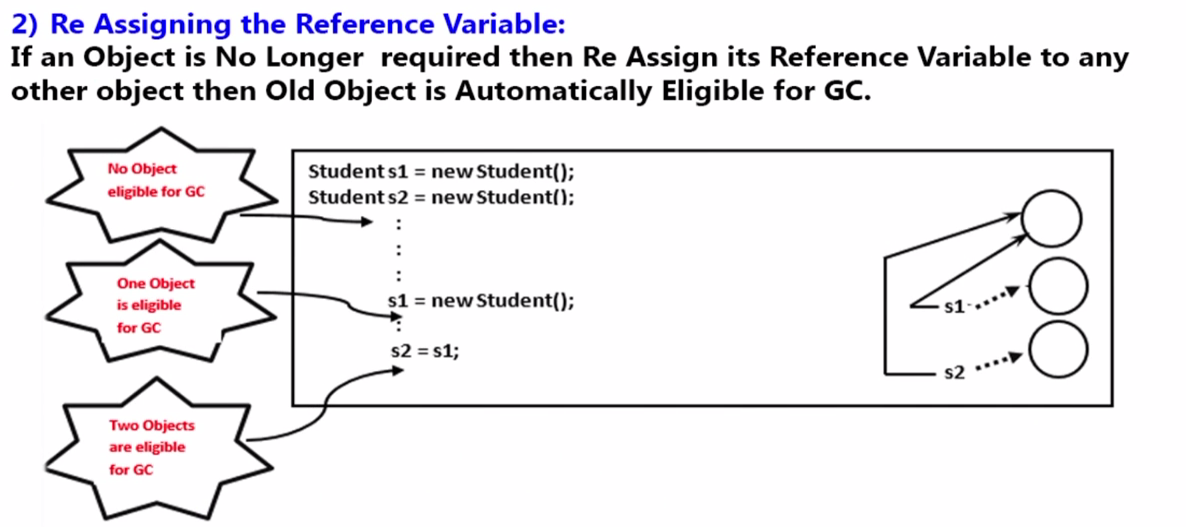 2) Re Assigning the Reference Variable:
If an Object is No Longer required then Re Assign its Reference Variable to any
other object then Old Object is Automatically Eligible for GC.
No Object
eligible for GC
One Object
is eligible
for GC
Two Objects
are eligible
for GC
Student s1 = new Student();
Student s2 = new Student();
:
:
:
s1 = new Student();
:
s2 = s1;
s1
s2